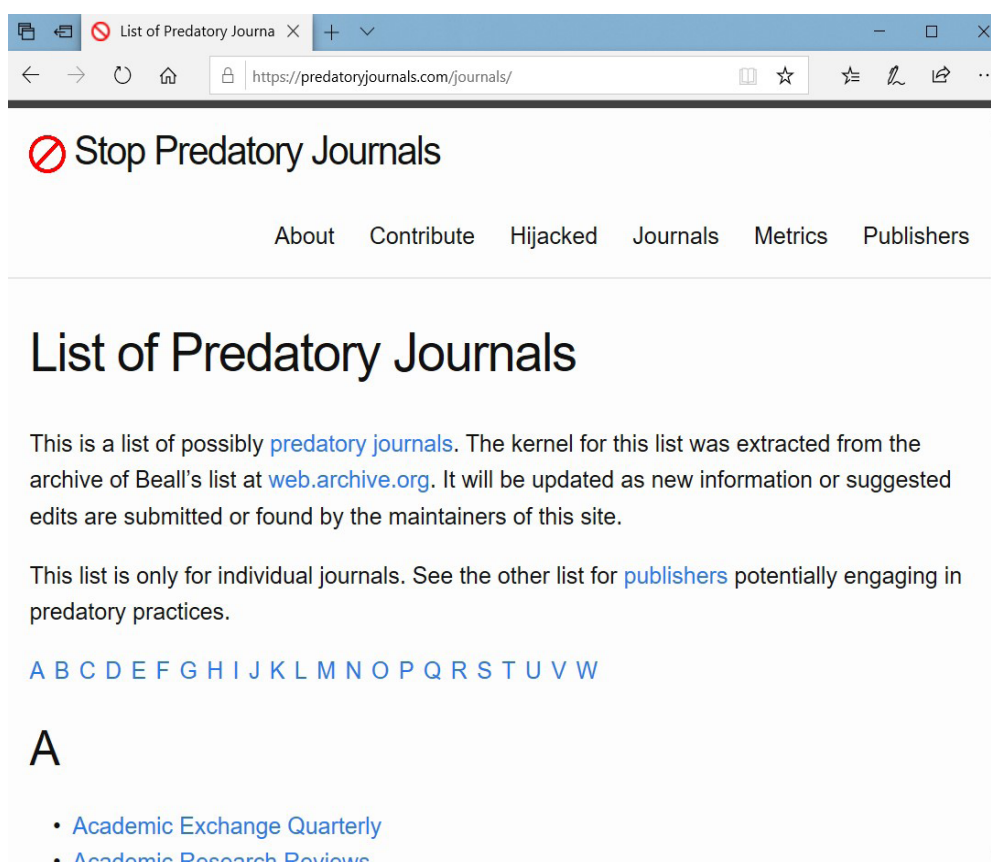 List of Predatory Journa
https://predatoryjournals.com/journals/
Stop Predatory Journals
About Contribute Hijacked Journals Metrics Publishers
List of Predatory Journals
This is a list of possibly predatory journals. The kernel for this list was extracted from the
archive of Beall's list at web.archive.org. It will be updated as new information or suggested
edits are submitted or found by the maintainers of this site.
This list is only for individual journals. See the other list for publishers potentially engaging in
predatory practices.
A B C D E F G H I J K L M N O P Q R S T U V W
A
• Academic Exchange Quarterly
• Academic Research Reviews